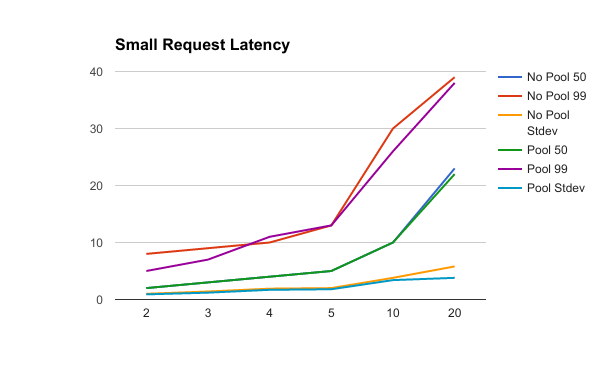 Small Request Latency
40
30
20
10
0
2 3 4 5 10 20
No Pool 50
No Pool 99
No Pool
Stdev
Pool 50
Pool 99
Pool Stdev